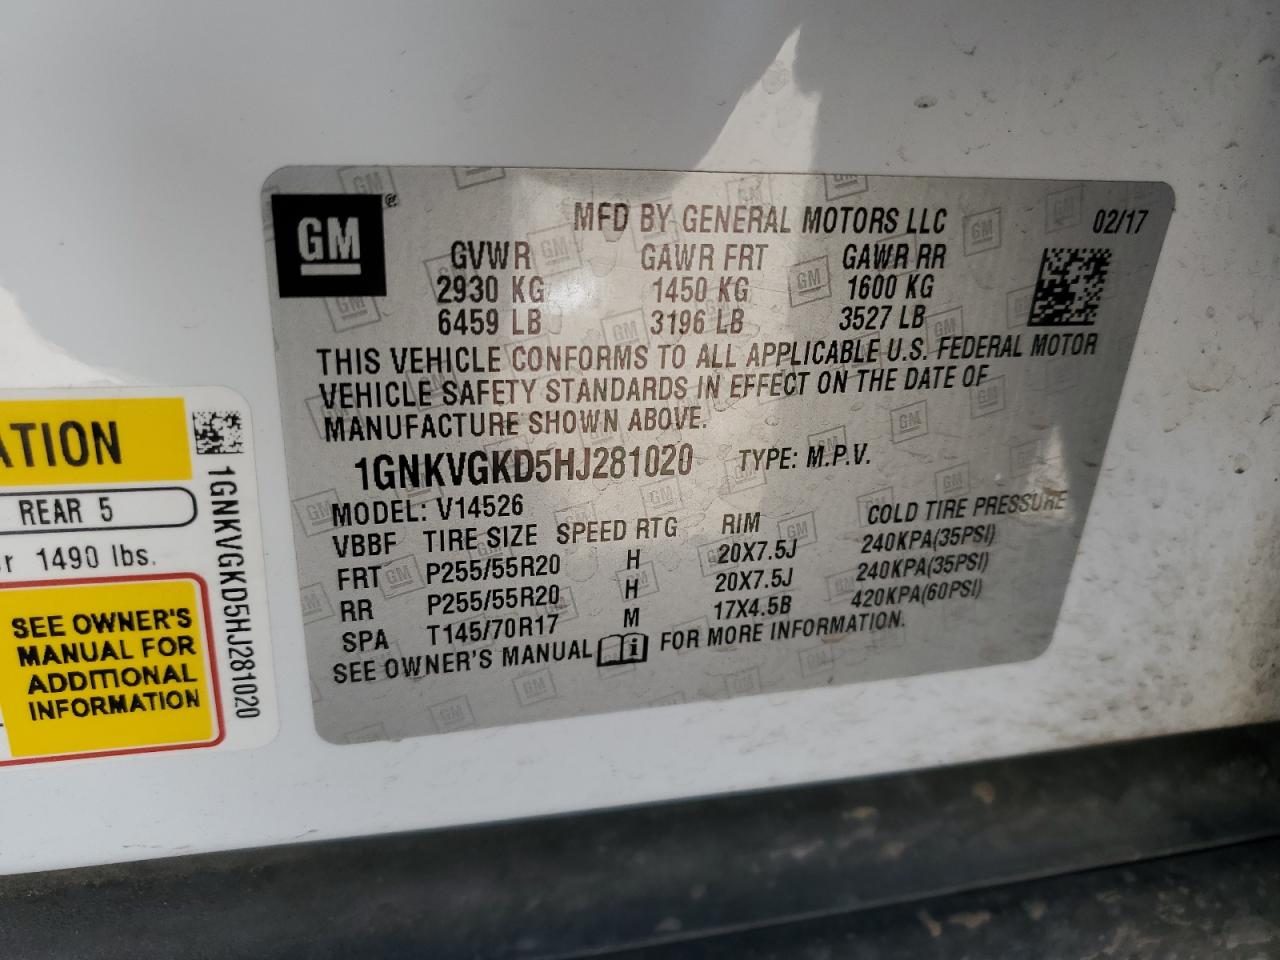 GM
MFD BY GENERAL MOTORS LLC 02/17
GVWR GAWR FRT GAWR RR
2930 KG 1450 KG 1600 KG
6459 LB 3196 LB 3527 LB
THIS VEHICLE CONFORMS TO ALL APPLICABLE U.S. FEDERAL MOTOR
VEHICLE SAFETY STANDARDS IN EFFECT ON THE DATE OF
MANUFACTURE SHOWN ABOVE.
1GNKVGKD5HJ281020 TYPE: M.P.V.
MODEL: V14526
VBBF TIRE SIZE SPEED RTG RIM COLD TIRE PRESSURE
FRT P255/55R20 H 20X7.5J 240KPA(35PSI)
RR P255/55R20 H 20X7.5J 240KPA(35PSI)
SPA T145/70R17 M 17X4.5B 420KPA(60PSI)
SEE OWNER'S MANUAL FOR MORE INFORMATION.
ATION
REAR 5
r 1490 lbs.
SEE OWNER'S
MANUAL FOR
ADDITIONAL
INFORMATION
1GNKVGKD5HJ281020